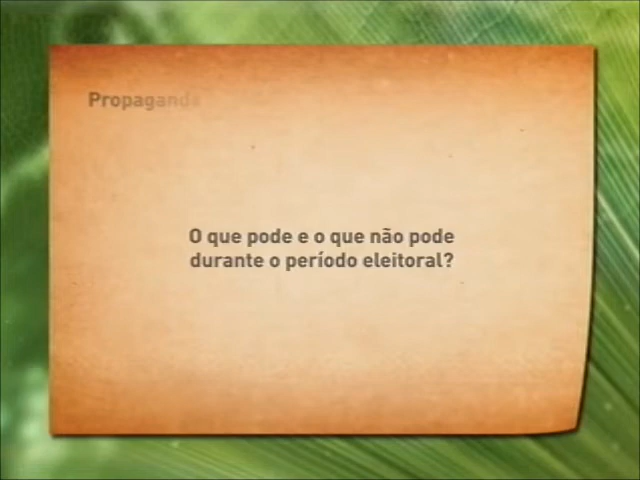 Propaganda
O que pode e o que não pode
durante o período eleitoral?